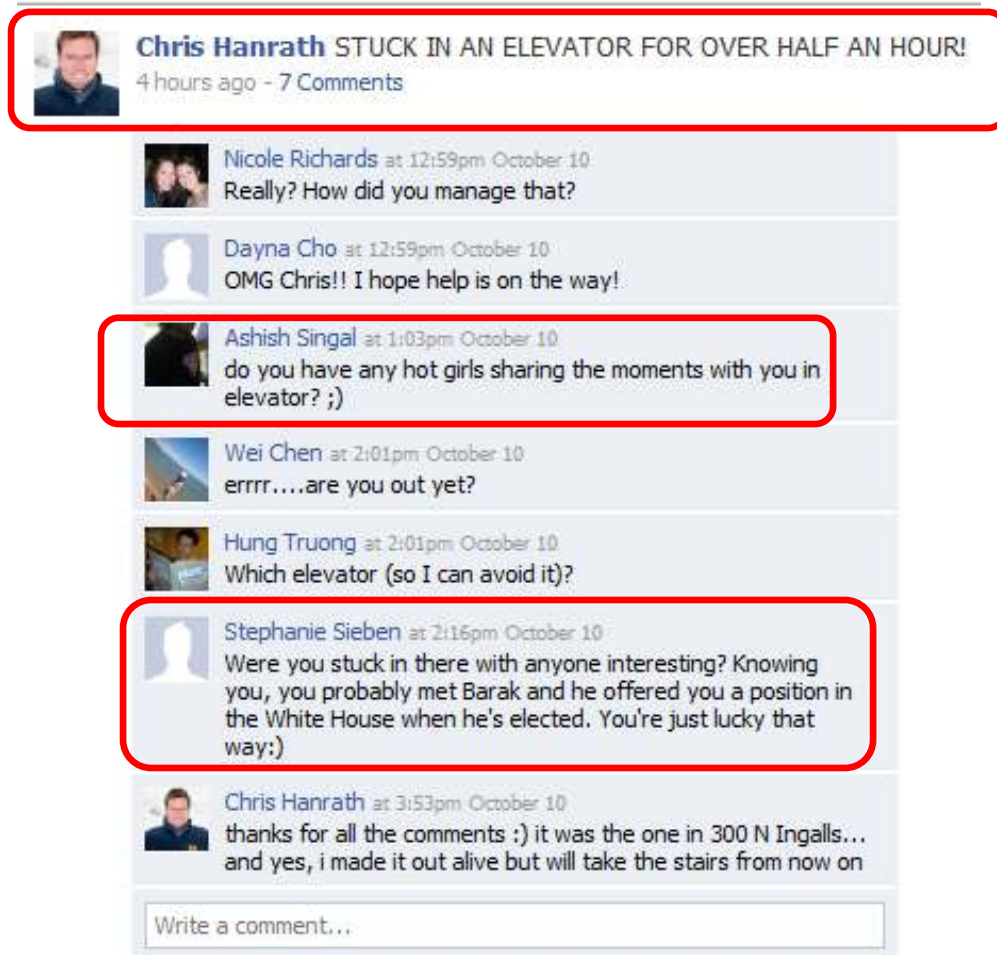 Chris Hanrath STUCK IN AN ELEVATOR FOR OVER HALF AN HOUR!
4 hours ago - 7 Comments
Nicole Richards at 12:59pm October 10
Really? How did you manage that?
Dayna Cho at 12:59pm October 10
OMG Chris!! I hope help is on the way!
Ashish Singal at 1:03pm October 10
do you have any hot girls sharing the moments with you in
elevator? ;)
Wei Chen at 2:01pm October 10
errrr....are you out yet?
Hung Truong at 2:01pm October 10
Which elevator (so I can avoid it)?
Stephanie Sieben at 2:16pm October 10
Were you stuck in there with anyone interesting? Knowing
you, you probably met Barak and he offered you a position in
the White House when he's elected. You're just lucky that
way:)
Chris Hanrath at 3:53pm October 10
thanks for all the comments :) it was the one in 300 N Ingalls...
and yes, i made it out alive but will take the stairs from now on
Write a comment...